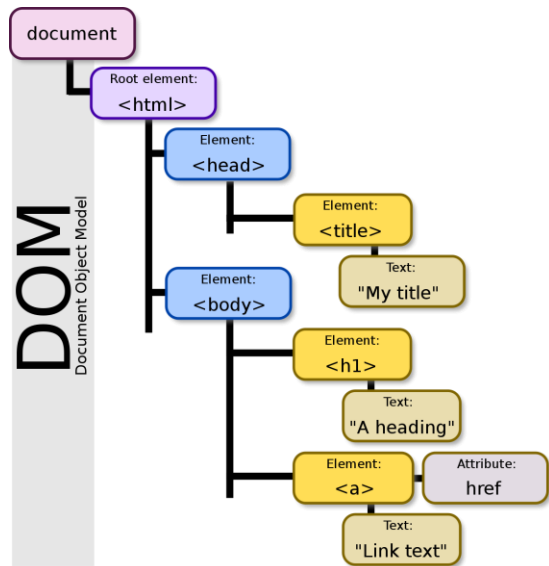 document
Root element:
<html>
Element:
<head>
Element:
<title>
Text:
"My title"
Element:
<body>
Element:
<h1>
Text:
"A heading"
Element:
<a>
Attribute:
href
Text:
"Link text"
DOM
Document Object Model